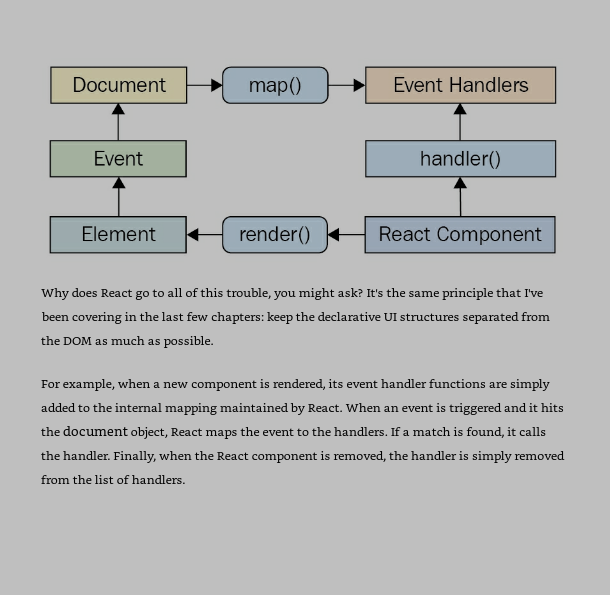 Document
map()
Event Handlers
Event
handler()
Element
render()
React Component
Why does React go to all of this trouble, you might ask? It's the same principle that I've
been covering in the last few chapters: keep the declarative UI structures separated from
the DOM as much as possible.
For example, when a new component is rendered, its event handler functions are simply
added to the internal mapping maintained by React. When an event is triggered and it hits
the document object, React maps the event to the handlers. If a match is found, it calls
the handler. Finally, when the React component is removed, the handler is simply removed
from the list of handlers.